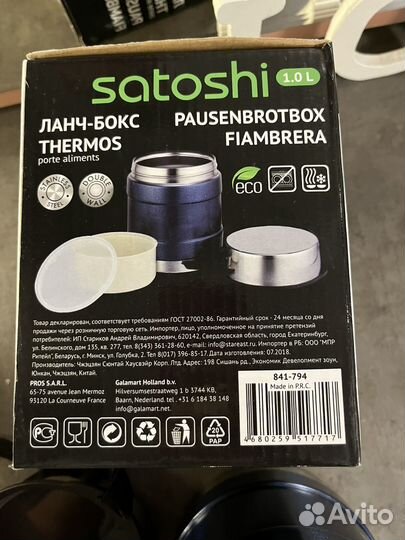 satoshi 1.0 L
ЛАНЧ-БОКС
THERMOS
porte aliments
PAUSENBROTBOX
FIAMBRERA
STAINLESS STEEL
DOUBLE WALL
eco
Товар декларирован, соответствует требованиям ГОСТ 27002-86. Гарантийный срок - 24 месяца со дня
продажи через розничную торговую сеть. Импортер, лицо, уполномоченное на принятие претензий
потребителей: ИП Стариков Андрей Владимирович, 620142, Свердловская область, город Екатеринбург,
ул. Белинского, дом 135, кв. 277, тел. 8(343) 361-28-60, e-mail: info@stareast.ru. Импортер в РБ: ООО "МПР
Рителй", Беларусь, г. Минск, ул. Голубка, 2. Тел 8(017) 396-85-17. Дата изготовления: 07.2018.
Производитель: Чжэцзян Сюнтай Хаусвэйр Корп. Лтд. Адрес: 198 Сишань рд., Экономик Девелопмент зоун,
Юнкан, Чжэцзян, Китай.
PROS S.A.R.L.
65-75 avenue Jean Mermoz
93120 La Courneuve France
Galamart Holland b.v.
Hilversumsestraatweg 1 b 3744 KB,
Baarn, Nederland. tel .+31 6 184 38 148
info@galamart.net.
841-794
Made in P.R.C.
4680259517717
20
PAP
Avito